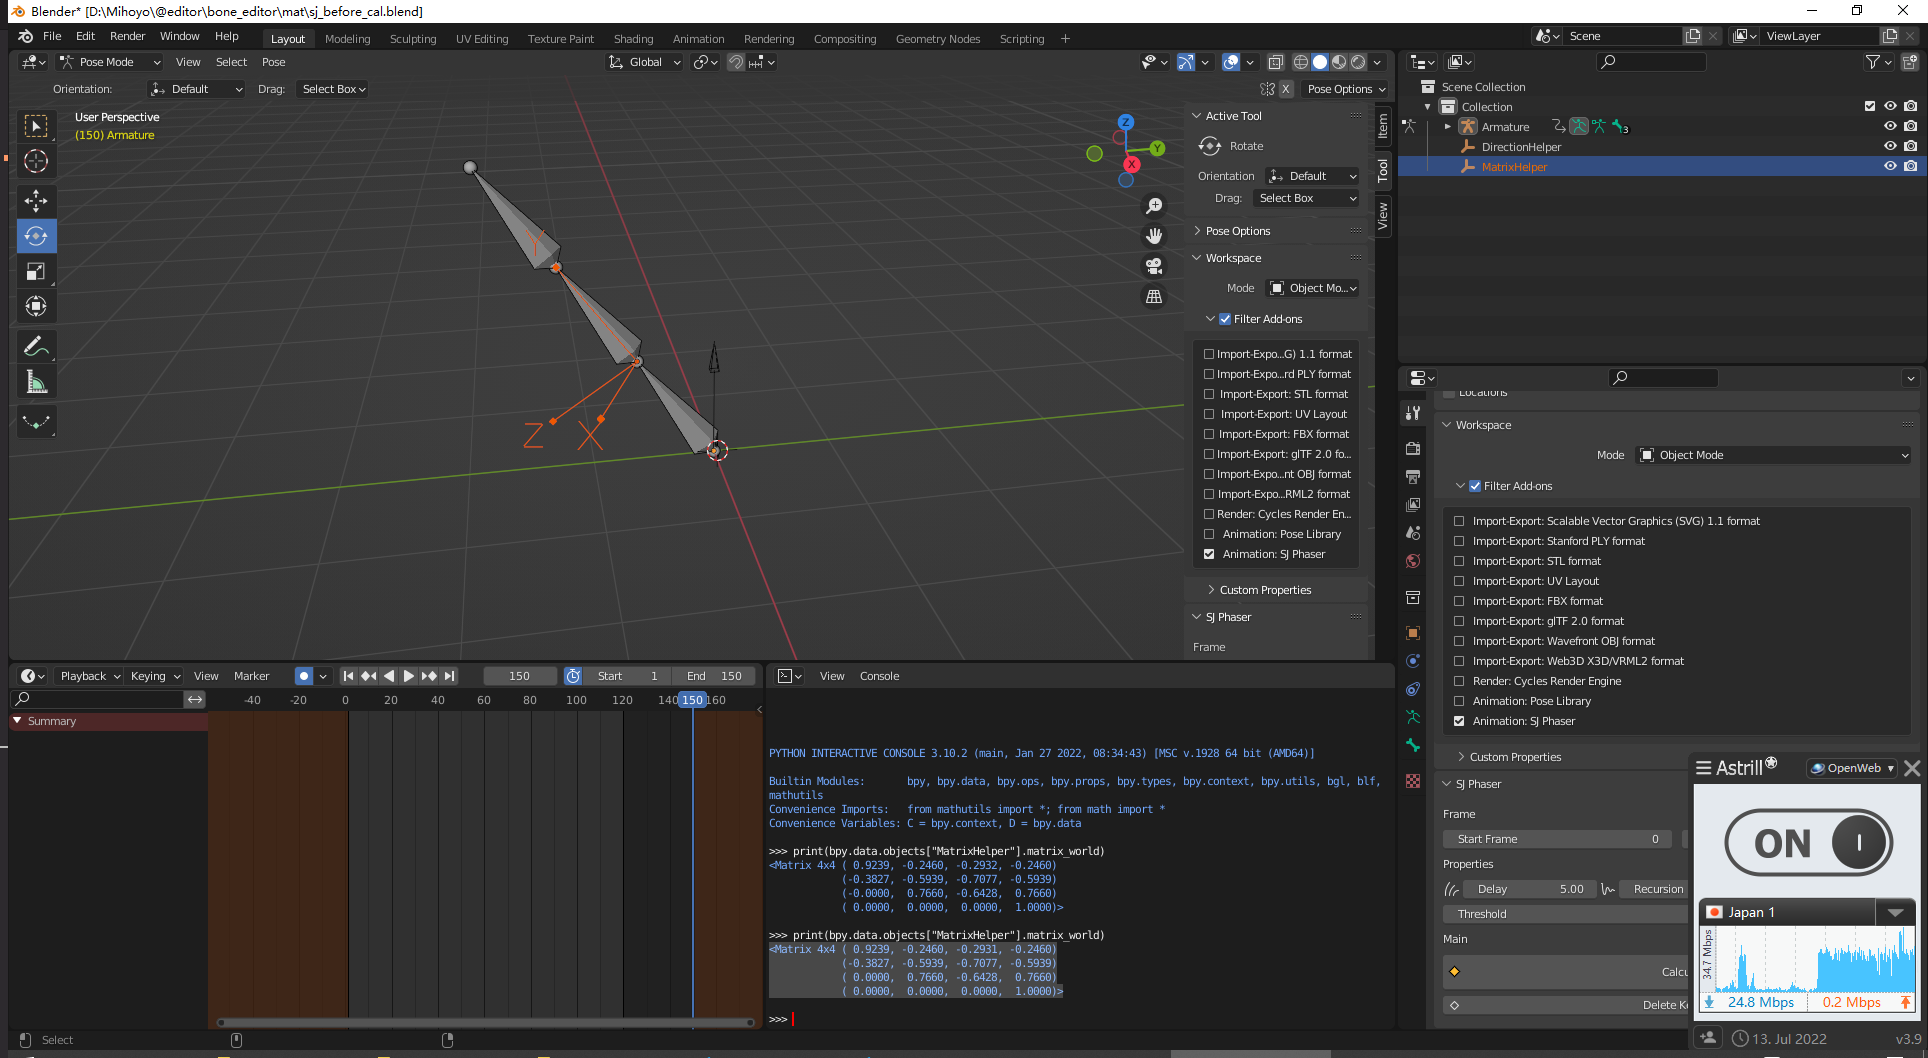 Blender* [D:\Mihoyo\@editor\bone_editor\mat\sj_before_cal.blend]
File Edit Render Window Help Layout Modeling Sculpting UV Editing Texture Paint Shading Animation Rendering Compositing Geometry Nodes Scripting + Scene ViewLayer
Pose Mode View Select Pose Global
Orientation: Default Drag: Select Box X Pose Options
User Perspective
(150) Armature
Z
Y
X
Y
Z X
Item
Tool
View
Active Tool
Rotate
Orientation Default
Drag: Select Box
Pose Options
Workspace
Mode Object Mo...
Filter Add-ons
Import-Expo...G) 1.1 format
Import-Expo...rd PLY format
Import-Export: STL format
Import-Export: UV Layout
Import-Export: FBX format
Import-Export: glTF 2.0 fo...
Import-Expo...nt OBJ format
Import-Expo...RML2 format
Render: Cycles Render En...
Animation: Pose Library
Animation: SJ Phaser
Custom Properties
SJ Phaser
Frame
Scene Collection
Collection
Armature 3
DirectionHelper
MatrixHelper
Locations
Workspace
Mode Object Mode
Filter Add-ons
Import-Export: Scalable Vector Graphics (SVG) 1.1 format
Import-Export: Stanford PLY format
Import-Export: STL format
Import-Export: UV Layout
Import-Export: FBX format
Import-Export: glTF 2.0 format
Import-Export: Wavefront OBJ format
Import-Export: Web3D X3D/VRML2 format
Render: Cycles Render Engine
Animation: Pose Library
Animation: SJ Phaser
Custom Properties
SJ Phaser
Frame
Start Frame 0
Properties
Delay 5.00 Recursion
Threshold
Main
Calcu
Delete Ke
Playback Keying View Marker 150 Start 1 End 150
-40 -20 0 20 40 60 80 100 120 140 150 160
Summary
View Console
PYTHON INTERACTIVE CONSOLE 3.10.2 (main, Jan 27 2022, 08:34:43) [MSC v.1928 64 bit (AMD64)]
Builtin Modules: bpy, bpy.data, bpy.ops, bpy.props, bpy.types, bpy.context, bpy.utils, bgl, blf,
mathutils
Convenience Imports: from mathutils import *; from math import *
Convenience Variables: C = bpy.context, D = bpy.data
>>> print(bpy.data.objects["MatrixHelper"].matrix_world)
<Matrix 4x4 ( 0.9239, -0.2460, -0.2932, -0.2460)
(-0.3827, -0.5939, -0.7077, -0.5939)
(-0.0000, 0.7660, -0.6428, 0.7660)
( 0.0000, 0.0000, 0.0000, 1.0000)>
>>> print(bpy.data.objects["MatrixHelper"].matrix_world)
<Matrix 4x4 ( 0.9239, -0.2460, -0.2931, -0.2460)
(-0.3827, -0.5939, -0.7077, -0.5939)
( 0.0000, 0.7660, -0.6428, 0.7660)
( 0.0000, 0.0000, 0.0000, 1.0000)>
>>>
Astrill OpenWeb
ON
Japan 1
34.7 Mbps
24.8 Mbps 0.2 Mbps
13. Jul 2022 v3.9
Select